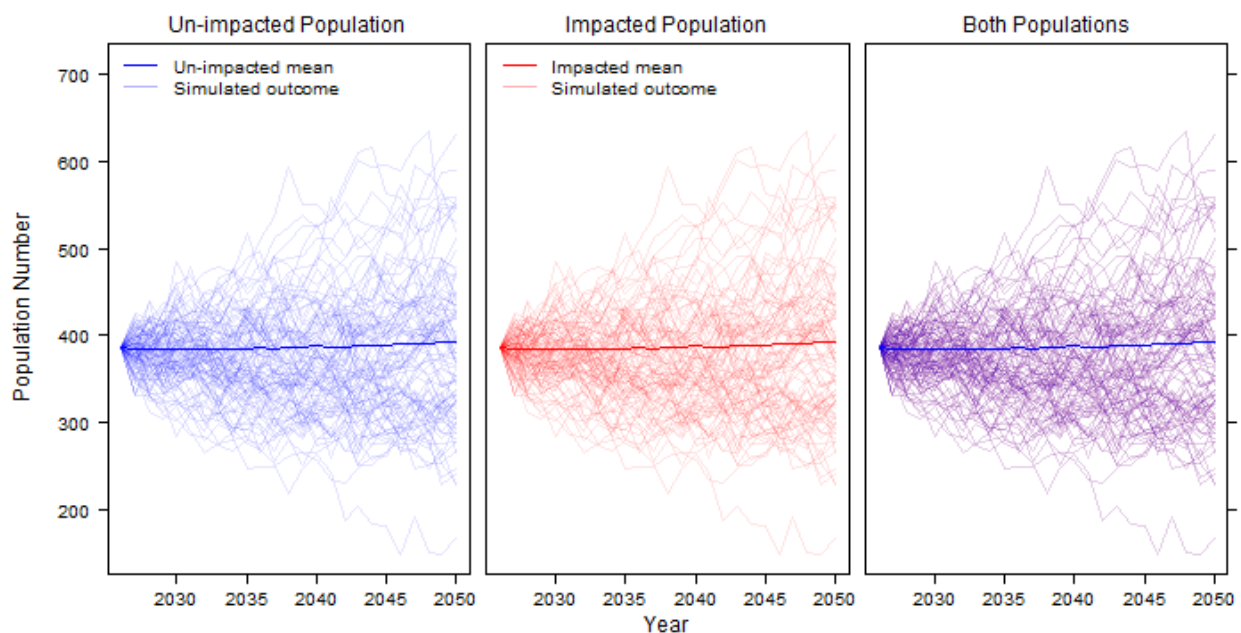 Un-impacted Population
Impacted Population
Both Populations
Un-impacted mean
Simulated outcome
Impacted mean
Simulated outcome
Population Number
700
600
500
400
300
200
2030 2035 2040 2045 2050
2030 2035 2040 2045 2050
2030 2035 2040 2045 2050
Year